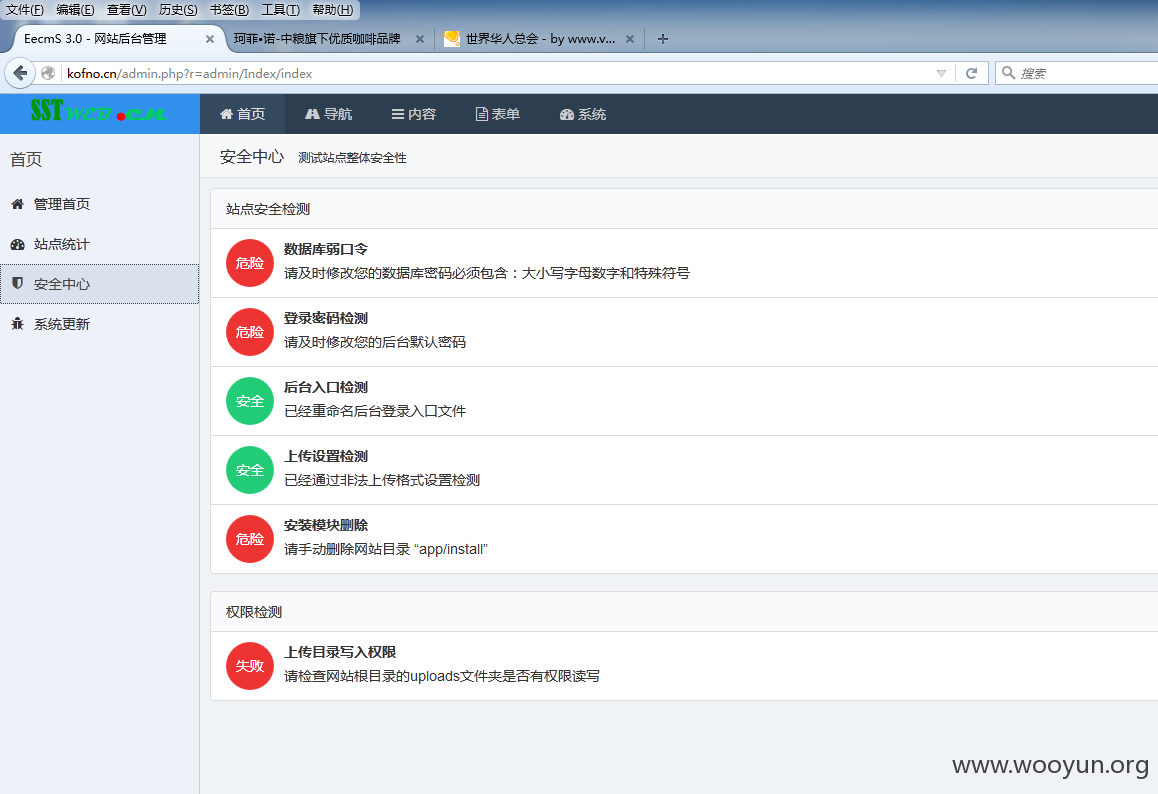 文件(F) 编辑(E) 查看(V) 历史(S) 书签(B) 工具(T) 帮助(H)
EecmS 3.0 - 网站后台管理 × 珂菲•诺-中粮旗下优质咖啡品牌 × 世界华人总会 - by www.v... × +
kofno.cn/admin.php?r=admin/Index/index 搜索
SSTWEB.CN 首页 导航 内容 表单 系统
首页
管理首页
站点统计
安全中心
系统更新
安全中心 测试站点整体安全性
站点安全检测
危险 数据库弱口令
请及时修改您的数据库密码必须包含：大小写字母数字和特殊符号
危险 登录密码检测
请及时修改您的后台默认密码
安全 后台入口检测
已经重命名后台登录入口文件
安全 上传设置检测
已经通过非法上传格式设置检测
危险 安装模块删除
请手动删除网站目录 “app/install”
权限检测
失败 上传目录写入权限
请检查网站根目录的uploads文件夹是否有权限读写
www.wooyun.org